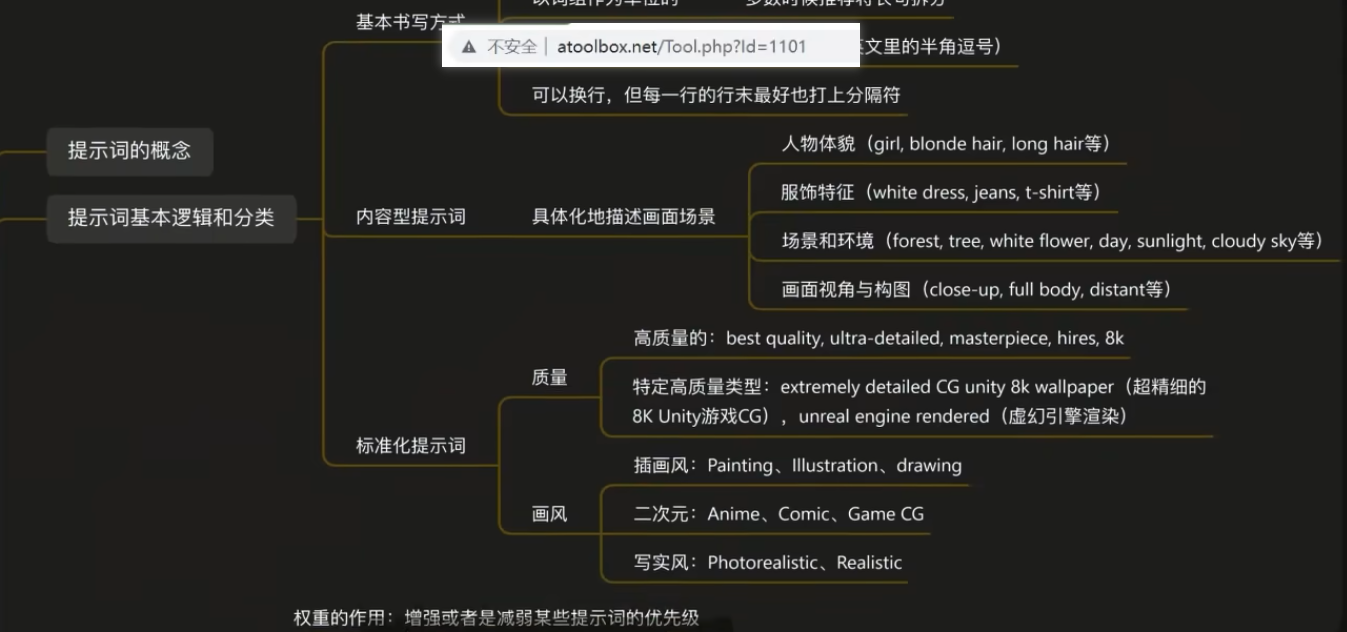 基本书写方式
不安全 | atoolbox.net/Tool.php?Id=1101
文里的半角逗号）
可以换行，但每一行的行末最好也打上分隔符
提示词的概念
提示词基本逻辑和分类
内容型提示词
具体化地描述画面场景
人物体貌（girl, blonde hair, long hair等）
服饰特征（white dress, jeans, t-shirt等）
场景和环境（forest, tree, white flower, day, sunlight, cloudy sky等）
画面视角与构图（close-up, full body, distant等）
标准化提示词
质量
高质量的：best quality, ultra-detailed, masterpiece, hires, 8k
特定高质量类型：extremely detailed CG unity 8k wallpaper（超精细的
8K Unity游戏CG）, unreal engine rendered（虚幻引擎渲染）
画风
插画风：Painting、Illustration、drawing
二次元：Anime、Comic、Game CG
写实风：Photorealistic、Realistic
权重的作用：增强或者是减弱某些提示词的优先级